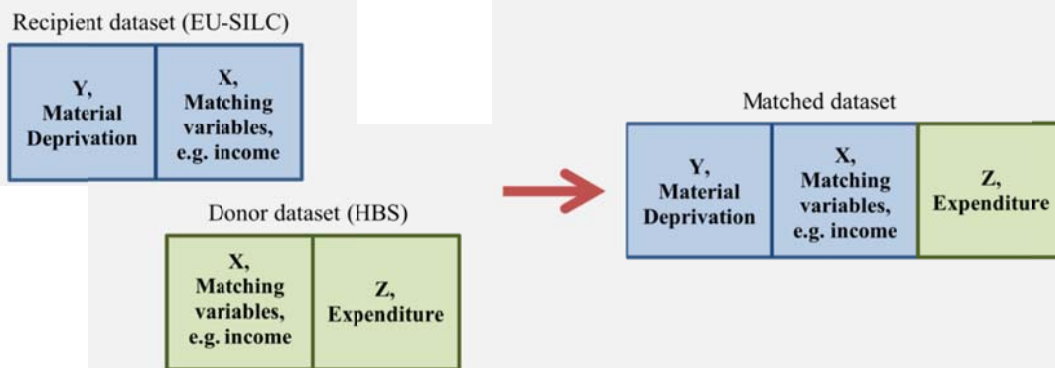 Recipient dataset (EU-SILC)
Y,
Material
Deprivation
X,
Matching
variables,
e.g. income
Donor dataset (HBS)
X,
Matching
variables,
e.g. income
Z,
Expenditure
Matched dataset
Y,
Material
Deprivation
X,
Matching
variables,
e.g. income
Z,
Expenditure